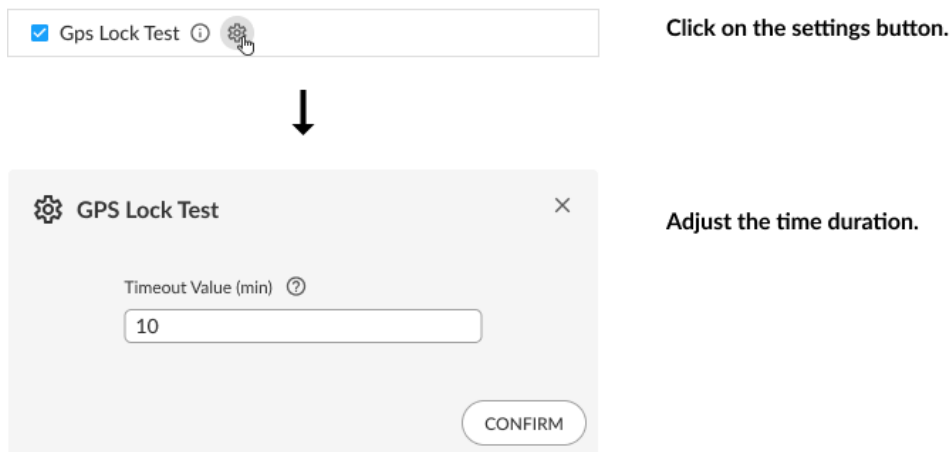 Gps Lock Test
Click on the settings button.
GPS Lock Test
Adjust the time duration.
Timeout Value (min)
10
CONFIRM